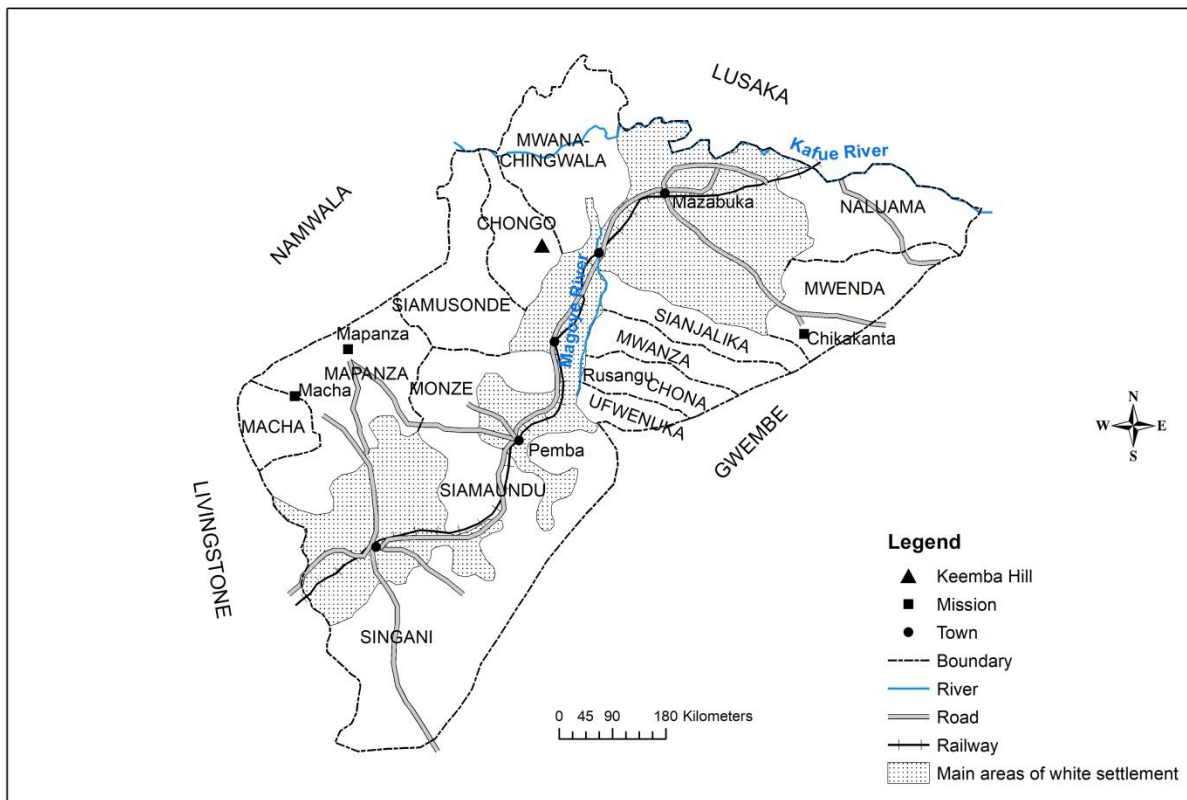 LUSAKA
MWANA-
CHINGWALA
Kafue River
Mazabuka
NALUAMA
NAMWALA
CHONGO
MWENDA
Magoye River
SIAMUSONDE
SIANJALIKA
Chikakanta
Mapanza
MWANZA
MAPANZA
MONZE
Rusangu
CHONA
Macha
UFWENUKA
MACHA
GWEMBE
Pemba
SIAMAUNDU
LIVINGSTONE
SINGANI
N
W E
S
0 45 90 180 Kilometers
Legend
Keemba Hill
Mission
Town
Boundary
River
Road
Railway
Main areas of white settlement